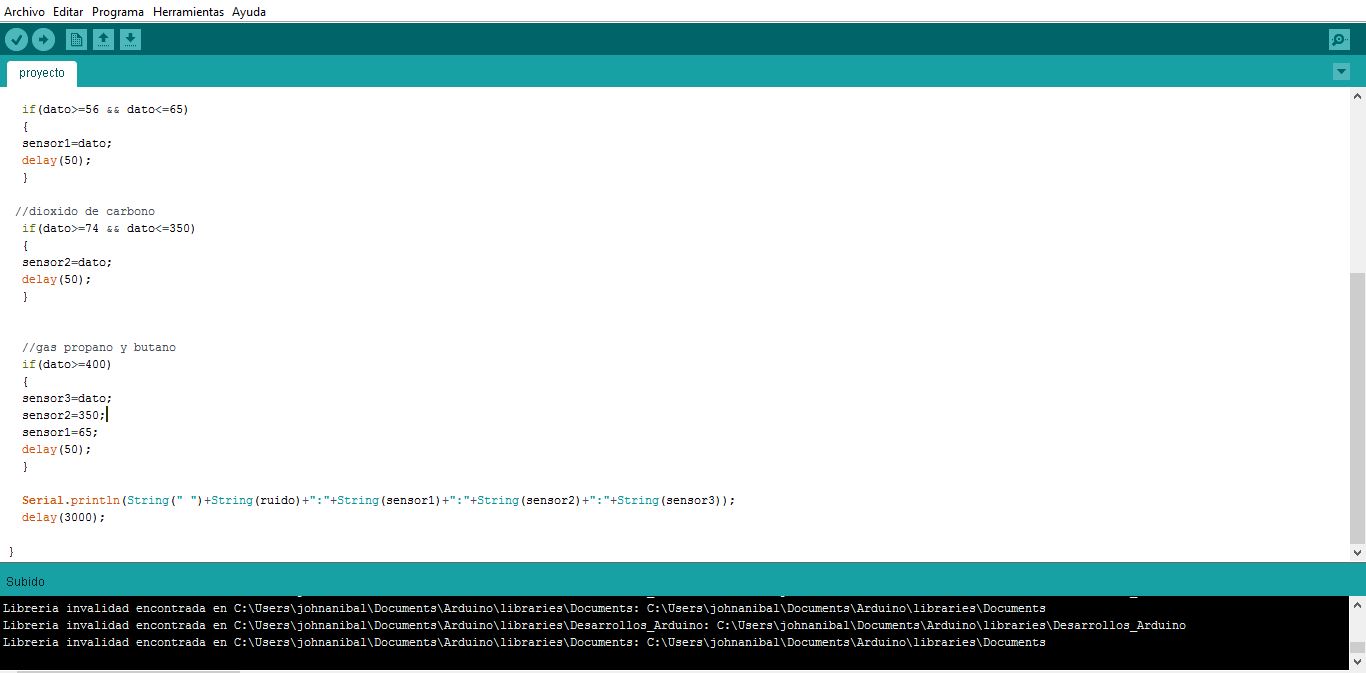 Archivo Editar Programa Herramientas Ayuda
proyecto
if(dato>=56 && dato<=65)
{
sensor1=dato;
delay(50);
}
//dioxido de carbono
if(dato>=74 && dato<=350)
{
sensor2=dato;
delay(50);
}
//gas propano y butano
if(dato>=400)
{
sensor3=dato;
sensor2=350;
sensor1=65;
delay(50);
}
Serial.println(String(" ")+String(ruido)+":"+String(sensor1)+":"+String(sensor2)+":"+String(sensor3));
delay(3000);
}
Subido
Libreria invalidad encontrada en C:\Users\johnanibal\Documents\Arduino\libraries\Documents: C:\Users\johnanibal\Documents\Arduino\libraries\Documents
Libreria invalidad encontrada en C:\Users\johnanibal\Documents\Arduino\libraries\Desarrollos_Arduino: C:\Users\johnanibal\Documents\Arduino\libraries\Desarrollos_Arduino
Libreria invalidad encontrada en C:\Users\johnanibal\Documents\Arduino\libraries\Documents: C:\Users\johnanibal\Documents\Arduino\libraries\Documents